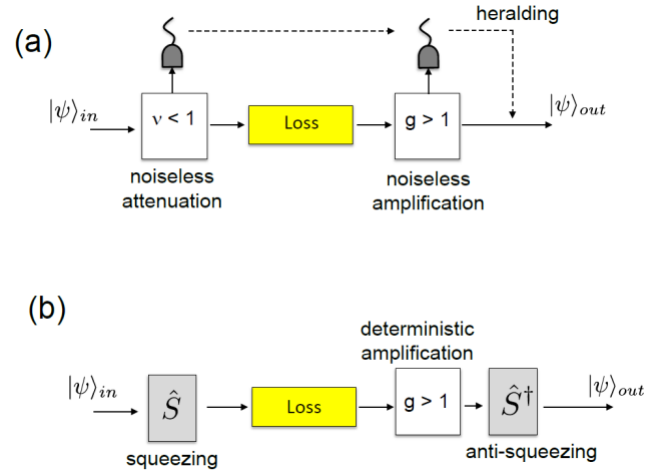 heralding
(a)
|ψ⟩in
ν < 1
Loss
g > 1
|ψ⟩out
noiseless
attenuation
noiseless
amplification
(b)
deterministic
amplification
|ψ⟩in
Ŝ
Loss
g > 1
Ŝ†
|ψ⟩out
squeezing
anti-squeezing